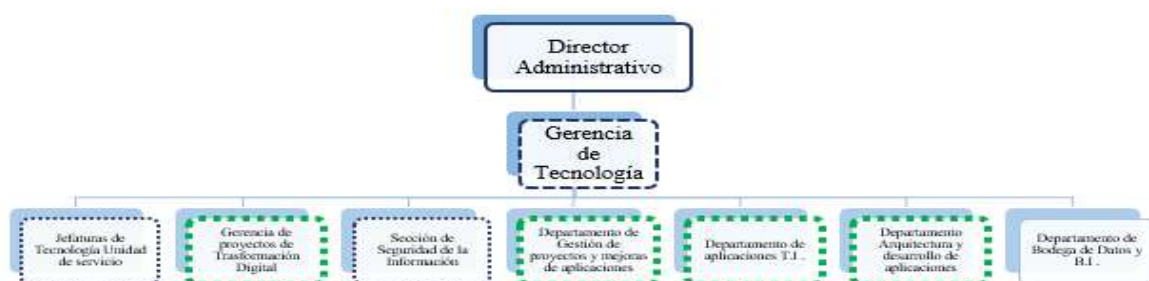 Director
Administrativo
Gerencia
de
Tecnología
Jefaturas de
Tecnología Unidad
de servicio
Gerencia de
proyectos de
Trasformación
Digital
Sección de
Seguridad de la
Información
Departamento de
Gestión de
proyectos y mejoras
de aplicaciones
Departamento de
aplicaciones T.I..
Departamento
Arquitectura y
desarrollo de
aplicaciones
Departamento de
Bodega de Datos y
B.I..